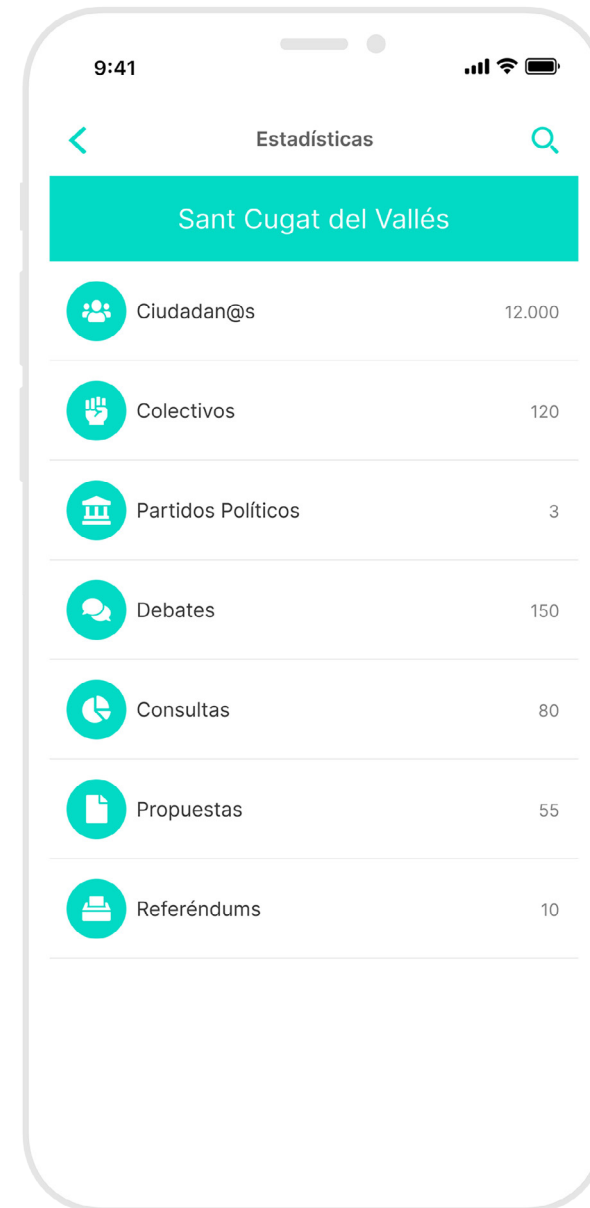 9:41
Estadísticas
Sant Cugat del Vallés
Ciudadan@s 12.000
Colectivos 120
Partidos Políticos 3
Debates 150
Consultas 80
Propuestas 55
Referéndums 10